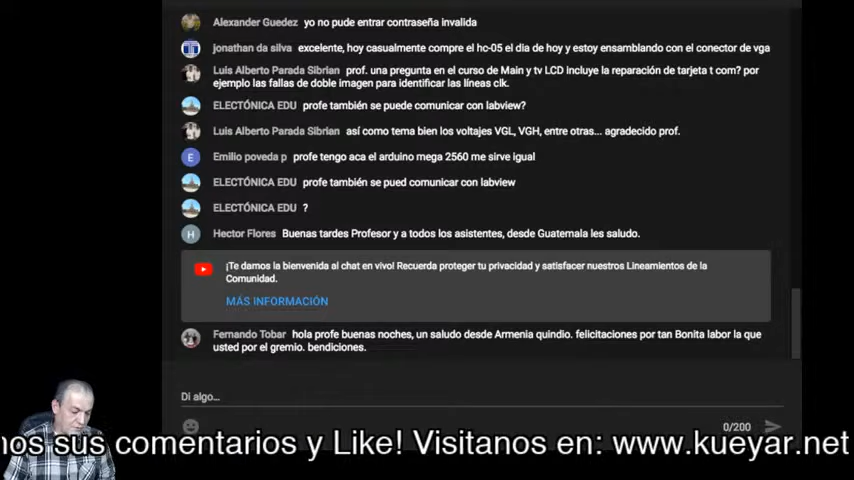 Alexander Guedez yo no pude entrar contraseña invalida
jonathan da silva excelente, hoy casualmente compre el hc-05 el dia de hoy y estoy ensamblando con el conector de vga
Luis Alberto Parada Sibrian prof. una pregunta en el curso de Main y tv LCD incluye la reparación de tarjeta t com? por
ejemplo las fallas de doble imagen para identificar las líneas clk.
ELECTÓNICA EDU profe también se puede comunicar con labview?
Luis Alberto Parada Sibrian así como tema bien los voltajes VGL, VGH, entre otras... agradecido prof.
E Emilio poveda p profe tengo aca el arduino mega 2560 me sirve igual
ELECTÓNICA EDU profe también se pued comunicar con labview
ELECTÓNICA EDU ?
H Hector Flores Buenas tardes Profesor y a todos los asistentes, desde Guatemala les saludo.
¡Te damos la bienvenida al chat en vivo! Recuerda proteger tu privacidad y satisfacer nuestros Lineamientos de la
Comunidad.
MÁS INFORMACIÓN
Fernando Tobar hola profe buenas noches, un saludo desde Armenia quindio. felicitaciones por tan Bonita labor la que
usted por el gremio. bendiciones.
Di algo...
0/200
nos sus comentarios y Like! Visitanos en: www.kueyar.net